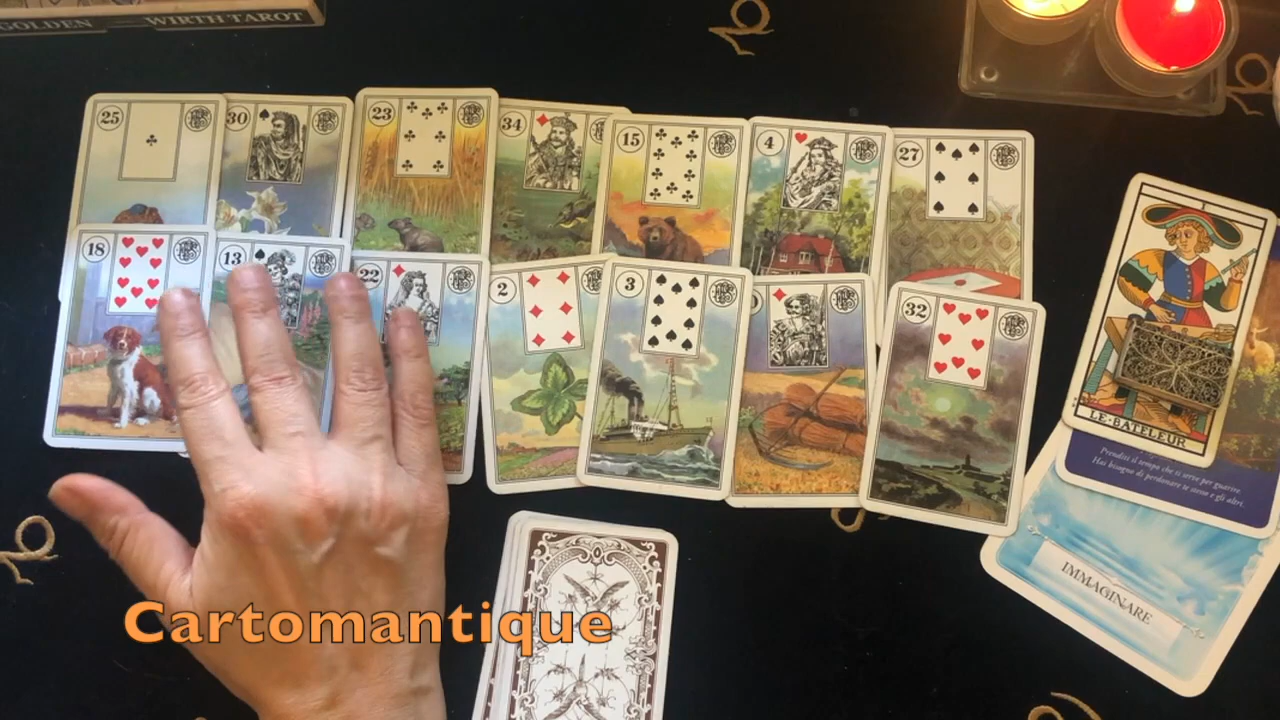 GOLDEN WIRTH TAROT
25
30
23
34
15
4
27
18
13
22
2
3
32
LE·BATELEUR
Prenditi il tempo che ti serve per guarire.
Hai bisogno di perdonare te stesso e gli altri.
IMMAGINARE
Cartomantique